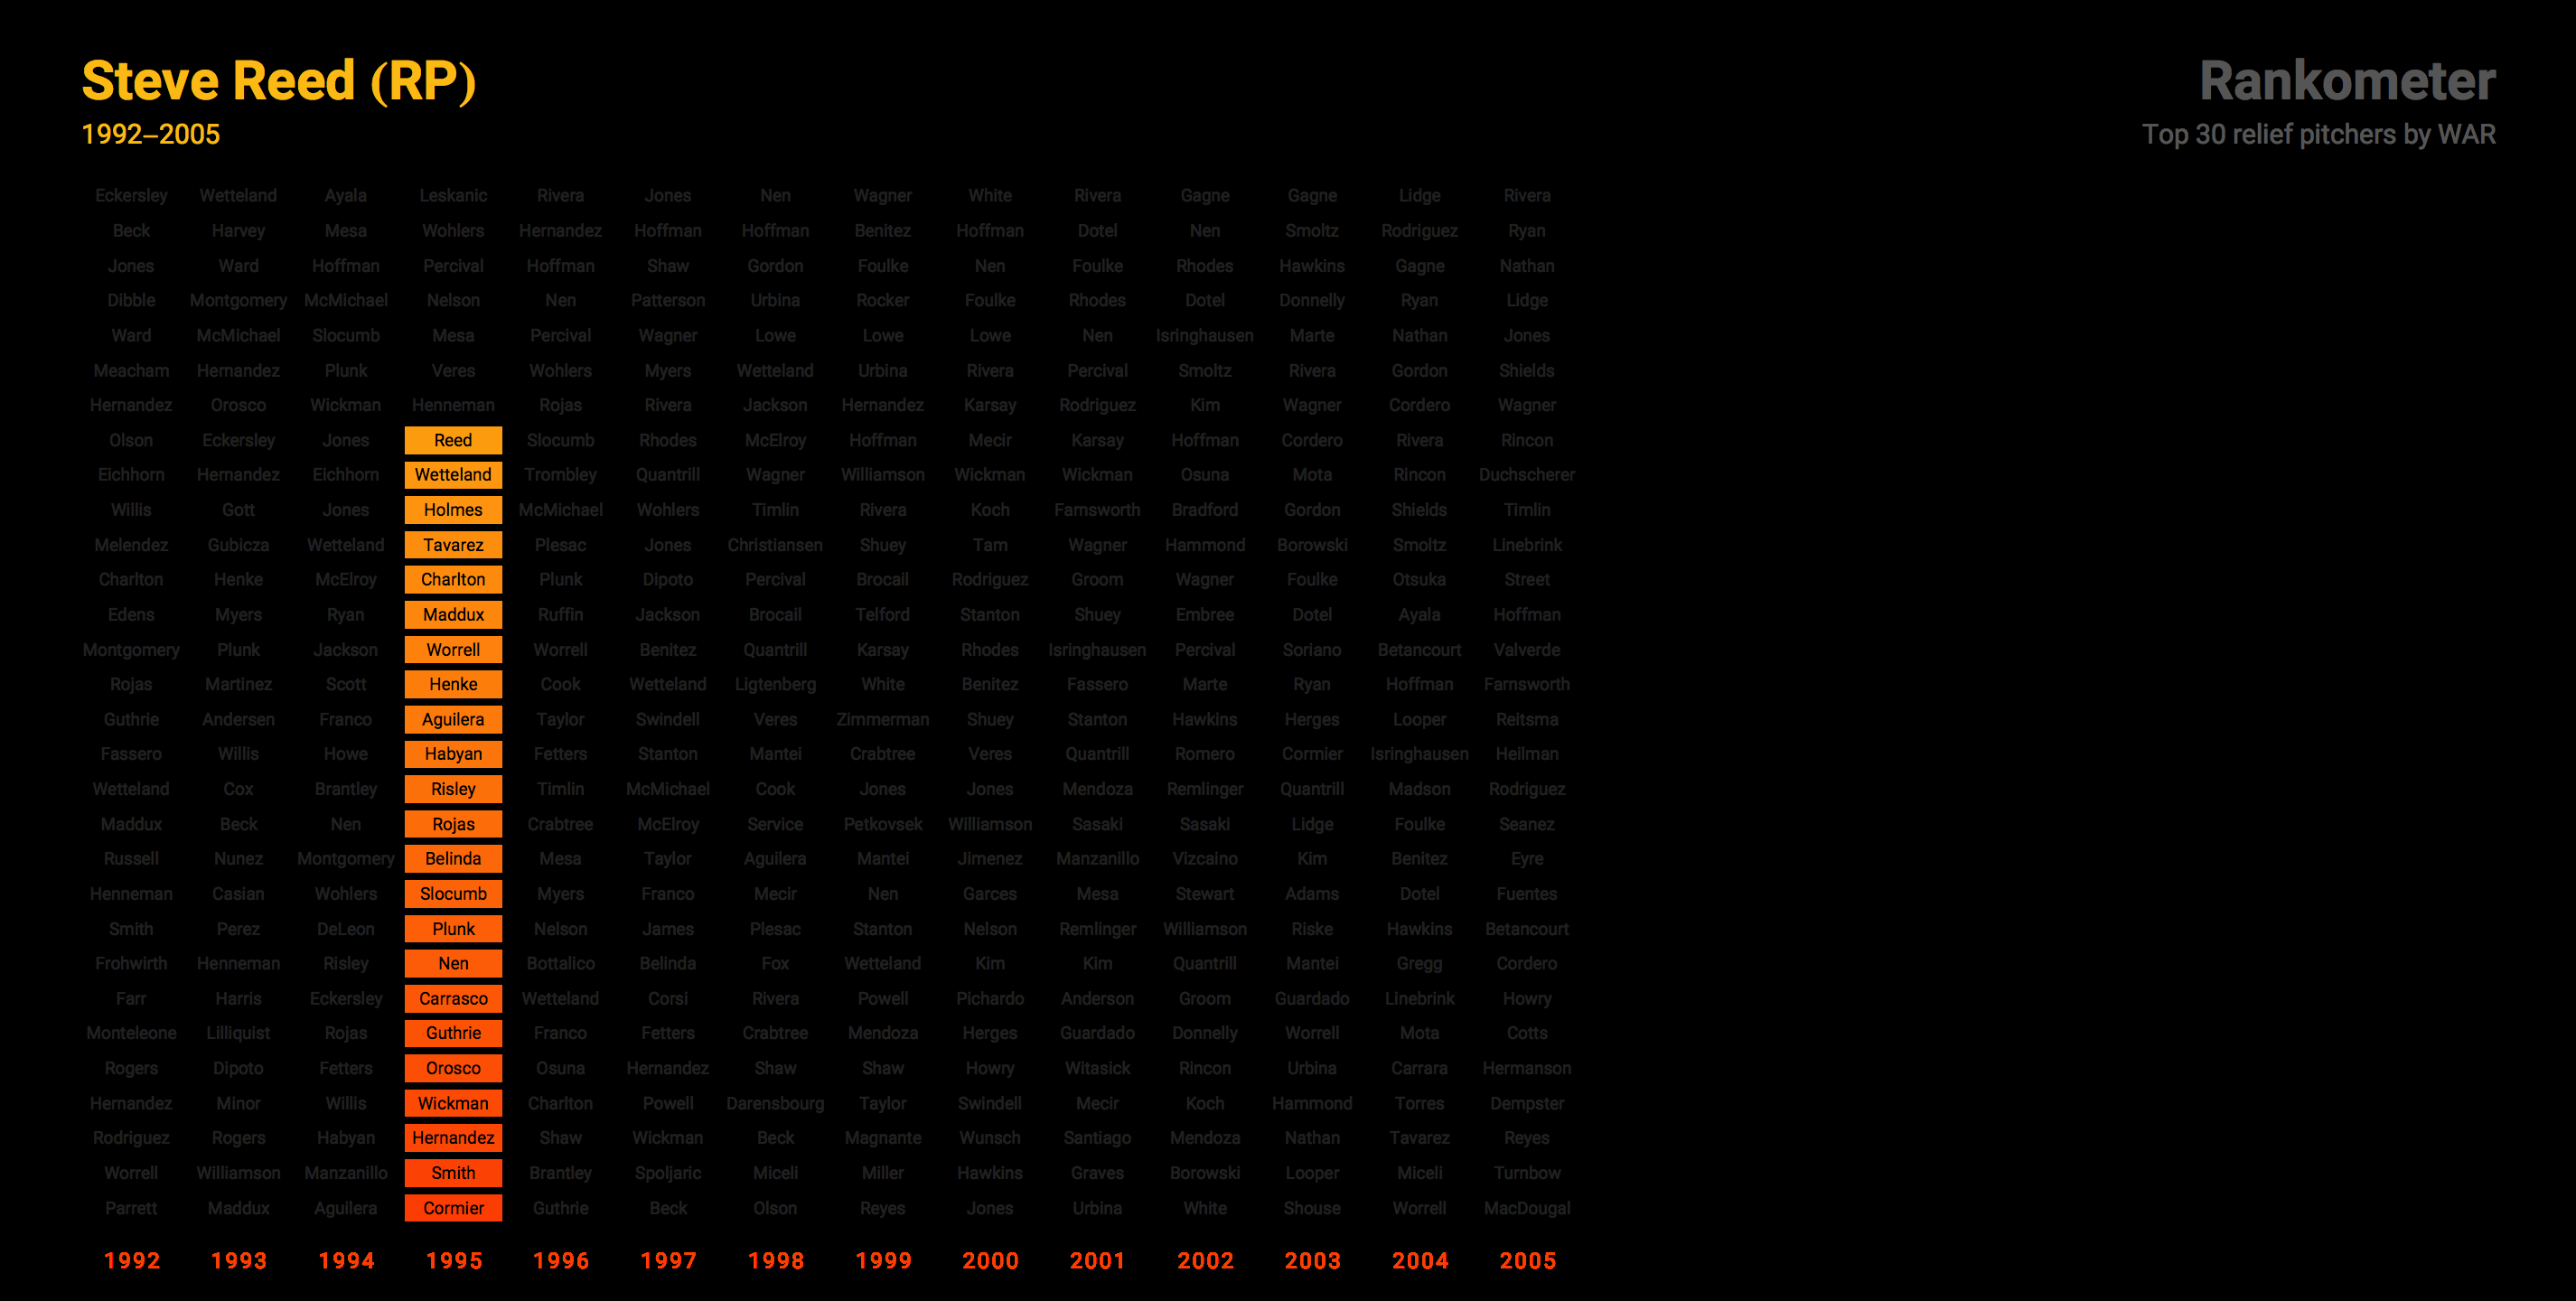 Steve Reed (RP)
1992–2005
Rankometer
Top 30 relief pitchers by WAR
Eckersley Wetteland Ayala Leskanic Rivera Jones Nen Wagner White Rivera Gagne Gagne Lidge Rivera
Beck Harvey Mesa Wohlers Hernandez Hoffman Hoffman Benitez Hoffman Dotel Nen Smoltz Rodriguez Ryan
Jones Ward Hoffman Percival Hoffman Shaw Gordon Foulke Nen Foulke Rhodes Hawkins Gagne Nathan
Dibble Montgomery McMichael Nelson Nen Patterson Urbina Rocker Foulke Rhodes Dotel Donnelly Ryan Lidge
Ward McMichael Slocumb Mesa Percival Wagner Lowe Lowe Lowe Nen Isringhausen Marte Nathan Jones
Meacham Hernandez Plunk Veres Wohlers Myers Wetteland Urbina Rivera Percival Smoltz Rivera Gordon Shields
Hernandez Orosco Wickman Henneman Rojas Rivera Jackson Hernandez Karsay Rodriguez Kim Wagner Cordero Wagner
Olson Eckersley Jones Reed Slocumb Rhodes McElroy Hoffman Mecir Karsay Hoffman Cordero Rivera Rincon
Eichhorn Hernandez Eichhorn Wetteland Trombley Quantrill Wagner Williamson Wickman Wickman Osuna Mota Rincon Duchscherer
Willis Gott Jones Holmes McMichael Wohlers Timlin Rivera Koch Farnsworth Bradford Gordon Shields Timlin
Melendez Gubicza Wetteland Tavarez Plesac Jones Christiansen Shuey Tam Wagner Hammond Borowski Smoltz Linebrink
Charlton Henke McElroy Charlton Plunk Dipoto Percival Brocail Rodriguez Groom Wagner Foulke Otsuka Street
Edens Myers Ryan Maddux Ruffin Jackson Brocail Telford Stanton Shuey Embree Dotel Ayala Hoffman
Montgomery Plunk Jackson Worrell Worrell Benitez Quantrill Karsay Rhodes Isringhausen Percival Soriano Betancourt Valverde
Rojas Martinez Scott Henke Cook Wetteland Ligtenberg White Benitez Fassero Marte Ryan Hoffman Farnsworth
Guthrie Andersen Franco Aguilera Taylor Swindell Veres Zimmerman Shuey Stanton Hawkins Herges Looper Reitsma
Fassero Willis Howe Habyan Fetters Stanton Mantei Crabtree Veres Quantrill Romero Cormier Isringhausen Heilman
Wetteland Cox Brantley Risley Timlin McMichael Cook Jones Jones Mendoza Remlinger Quantrill Madson Rodriguez
Maddux Beck Nen Rojas Crabtree McElroy Service Petkovsek Williamson Sasaki Sasaki Lidge Foulke Seanez
Russell Nunez Montgomery Belinda Mesa Taylor Aguilera Mantei Jimenez Manzanillo Vizcaino Kim Benitez Eyre
Henneman Casian Wohlers Slocumb Myers Franco Mecir Nen Garces Mesa Stewart Adams Dotel Fuentes
Smith Perez DeLeon Plunk Nelson James Plesac Stanton Nelson Remlinger Williamson Riske Hawkins Betancourt
Frohwirth Henneman Risley Nen Bottalico Belinda Fox Wetteland Kim Kim Quantrill Mantei Gregg Cordero
Farr Harris Eckersley Carrasco Wetteland Corsi Rivera Powell Pichardo Anderson Groom Guardado Linebrink Howry
Monteleone Lilliquist Rojas Guthrie Franco Fetters Crabtree Mendoza Herges Guardado Donnelly Worrell Mota Cotts
Rogers Dipoto Fetters Orosco Osuna Hernandez Shaw Shaw Howry Witasick Rincon Urbina Carrara Hermanson
Hernandez Minor Willis Wickman Charlton Powell Darensbourg Taylor Swindell Mecir Koch Hammond Torres Dempster
Rodriguez Rogers Habyan Hernandez Shaw Wickman Beck Magnante Wunsch Santiago Mendoza Nathan Tavarez Reyes
Worrell Williamson Manzanillo Smith Brantley Spoljaric Miceli Miller Hawkins Graves Borowski Looper Miceli Turnbow
Parrett Maddux Aguilera Cormier Guthrie Beck Olson Reyes Jones Urbina White Shouse Worrell MacDougal
1992 1993 1994 1995 1996 1997 1998 1999 2000 2001 2002 2003 2004 2005